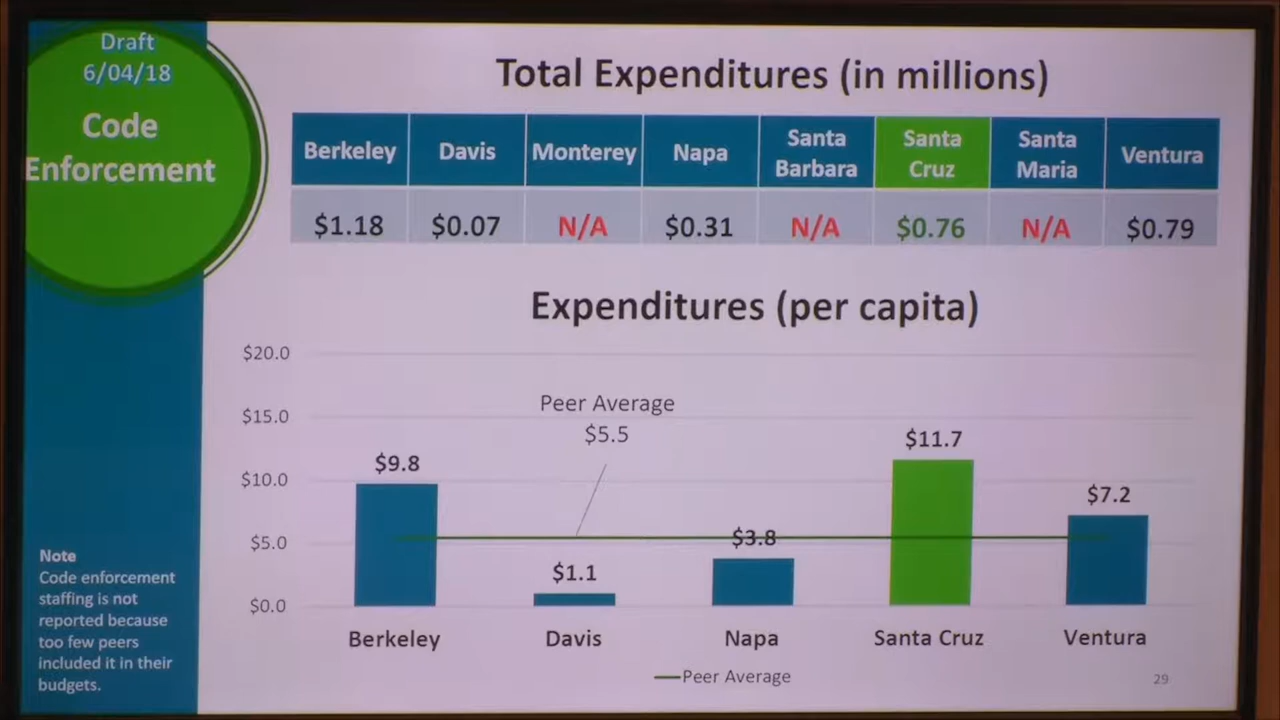 Draft
6/04/18
Code
Enforcement
Total Expenditures (in millions)
Berkeley Davis Monterey Napa Santa Barbara Santa Cruz Santa Maria Ventura
$1.18 $0.07 N/A $0.31 N/A $0.76 N/A $0.79
Expenditures (per capita)
$20.0
$15.0
$10.0
$5.0
$0.0
Peer Average
$5.5
$9.8
$1.1
$3.8
$11.7
$7.2
Berkeley Davis Napa Santa Cruz Ventura
Peer Average
Note
Code enforcement
staffing is not
reported because
too few peers
included it in their
budgets.
29